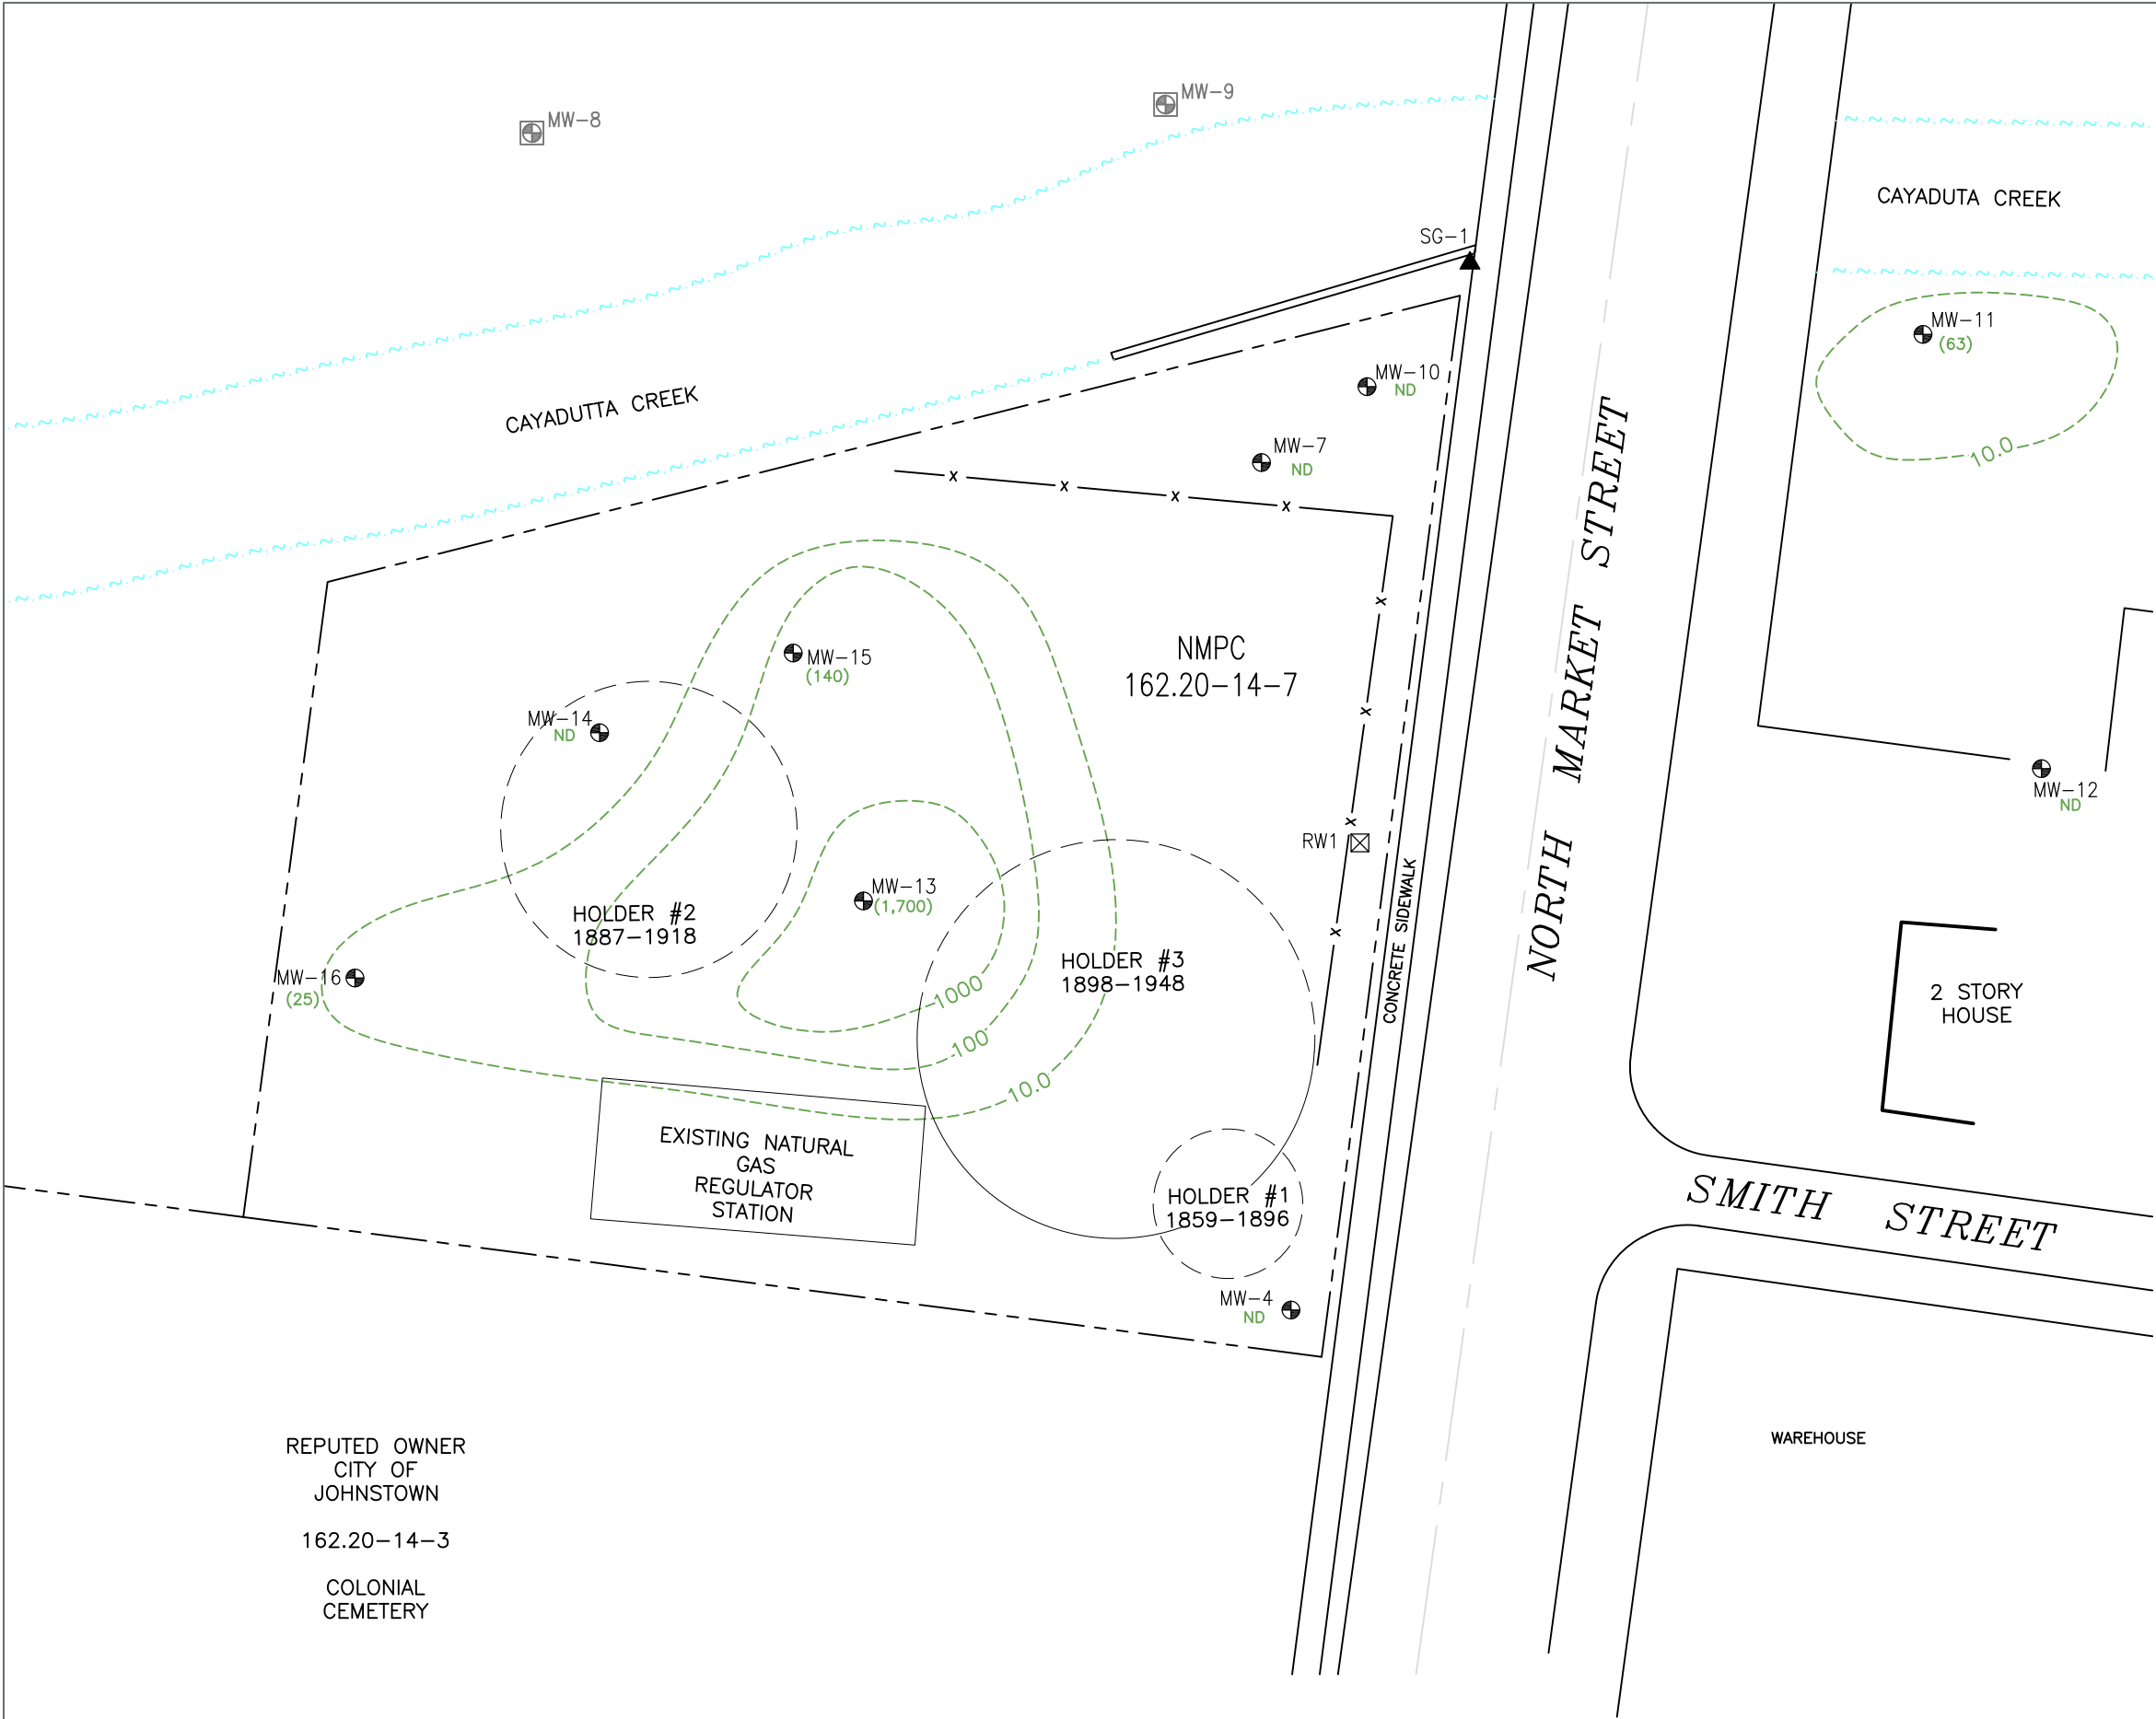 MW-9
MW-8
CAYADUTA CREEK
SG-1
MW-11
(63)
MW-10
ND
CAYADUTTA CREEK
MW-7
ND
10.0
NORTH MARKET STREET
NMPC
162.20-14-7
MW-15
(140)
MW-14
ND
MW-12
ND
RW1
CONCRETE SIDEWALK
MW-13
(1,700)
HOLDER #2
1887-1918
HOLDER #3
1898-1948
MW-16
(25)
1000
100
10.0
2 STORY
HOUSE
EXISTING NATURAL
GAS
REGULATOR
STATION
HOLDER #1
1859-1896
SMITH STREET
MW-4
ND
REPUTED OWNER
CITY OF
JOHNSTOWN
162.20-14-3
COLONIAL
CEMETERY
WAREHOUSE